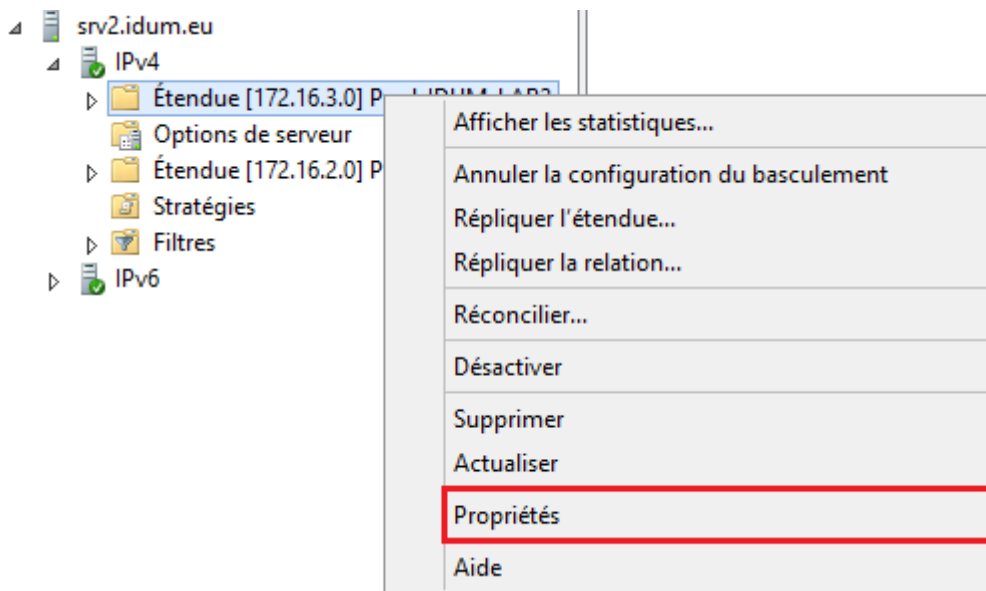 srv2.idum.eu
IPv4
Étendue [172.16.3.0]
Options de serveur
Étendue [172.16.2.0] P
Stratégies
Filtres
IPv6
Afficher les statistiques...
Annuler la configuration du basculement
Répliquer l'étendue...
Répliquer la relation...
Réconcilier...
Désactiver
Supprimer
Actualiser
Propriétés
Aide